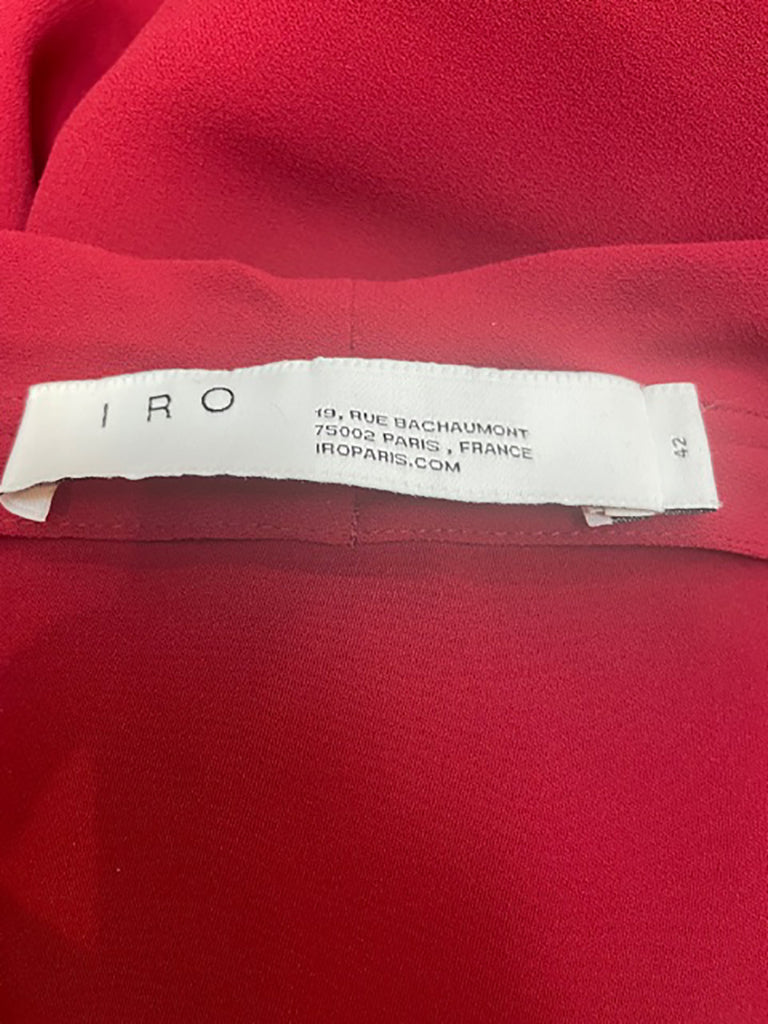 IRO
19, RUE BACHAUMONT
75002 PARIS , FRANCE
IROPARIS.COM
42